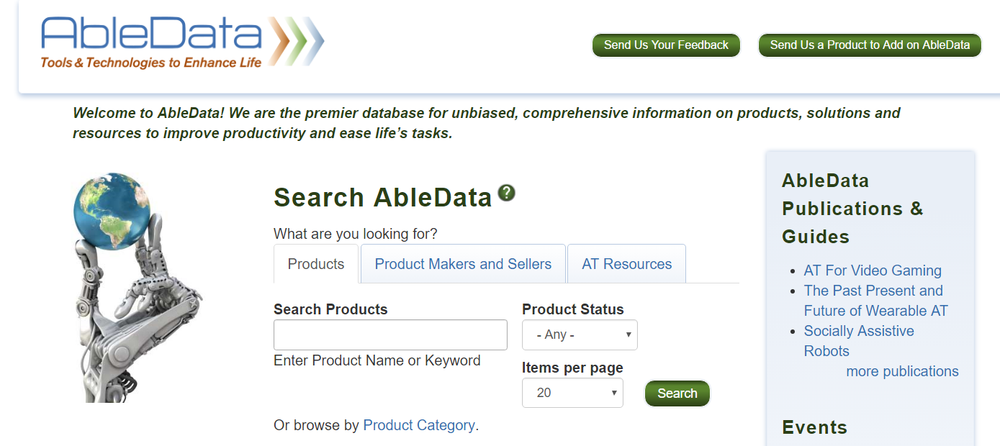 AbleData
Tools & Technologies to Enhance Life
Send Us Your Feedback
Send Us a Product to Add on AbleData
Welcome to AbleData! We are the premier database for unbiased, comprehensive information on products, solutions and
resources to improve productivity and ease life’s tasks.
Search AbleData ?
What are you looking for?
Products
Product Makers and Sellers
AT Resources
Search Products
Enter Product Name or Keyword
Product Status
- Any -
Items per page
20
Search
Or browse by Product Category.
AbleData
Publications &
Guides
AT For Video Gaming
The Past Present and
Future of Wearable AT
Socially Assistive
Robots
more publications
Events